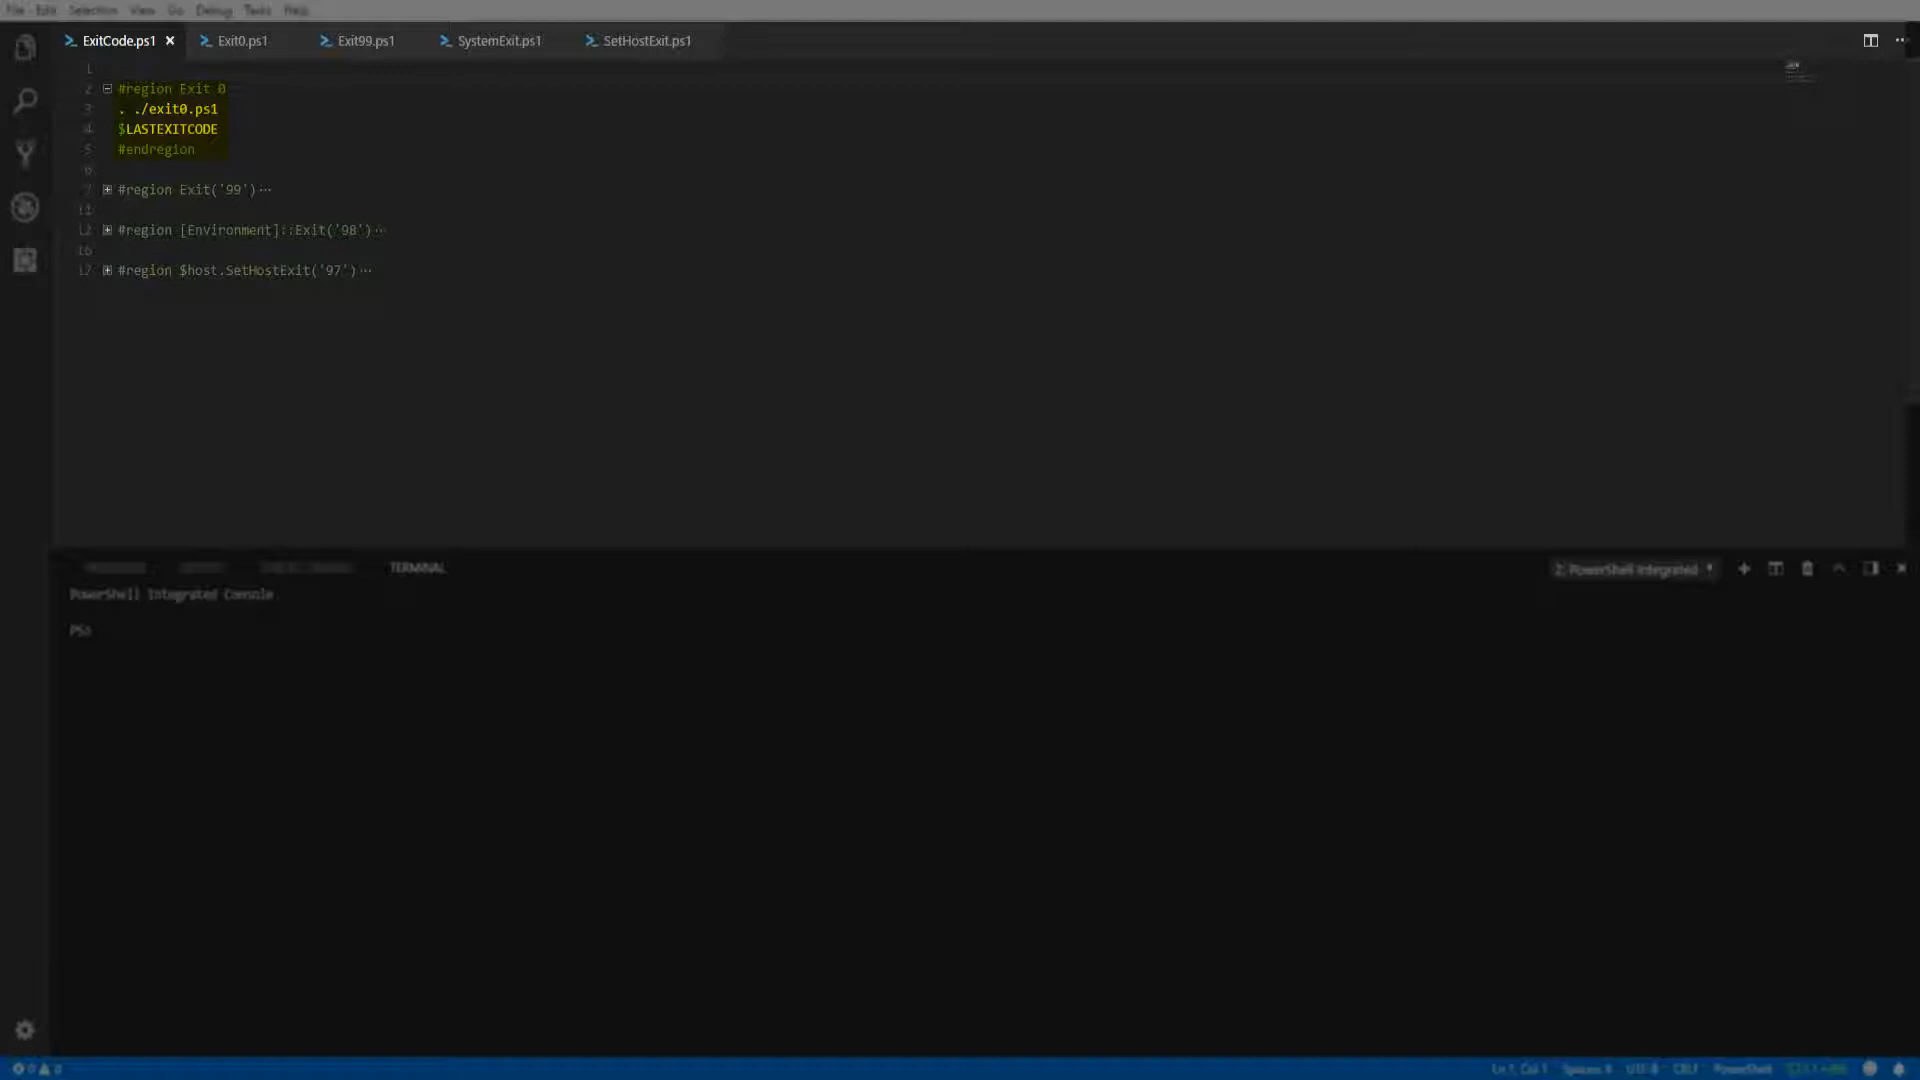 File Edit Selection View Go Debug Tasks Help
ExitCode.ps1 Exit0.ps1 Exit99.ps1 SystemExit.ps1 SetHostExit.ps1
1
2 #region Exit 0
3 . ./exit0.ps1
4 $LASTEXITCODE
5 #endregion
6
7 #region Exit('99')...
11
12 #region [Environment]::Exit('98')...
16
17 #region $host.SetHostExit('97')...
TERMINAL
2: PowerShell Integrated
PowerShell Integrated Console
PS>
0 0
Ln 1, Col 1 Spaces: 4 UTF-8 CRLF PowerShell